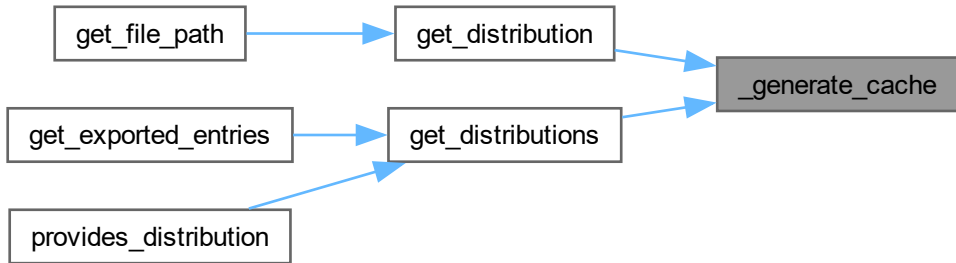 get_file_path
get_distribution
_generate_cache
get_exported_entries
get_distributions
provides_distribution